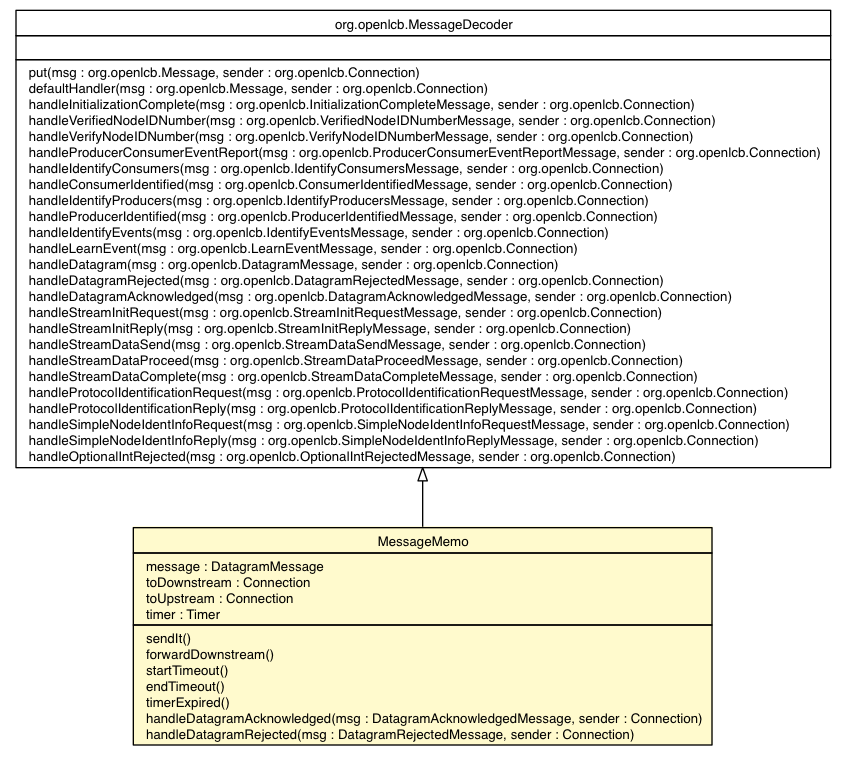 org.openlcb.MessageDecoder
put(msg : org.openlcb.Message, sender : org.openlcb.Connection)
defaultHandler(msg : org.openlcb.Message, sender : org.openlcb.Connection)
handleInitializationComplete(msg : org.openlcb.InitializationCompleteMessage, sender : org.openlcb.Connection)
handleVerifiedNodeIDNumber(msg : org.openlcb.VerifiedNodeIDNumberMessage, sender : org.openlcb.Connection)
handleVerifyNodeIDNumber(msg : org.openlcb.VerifyNodeIDNumberMessage, sender : org.openlcb.Connection)
handleProducerConsumerEventReport(msg : org.openlcb.ProducerConsumerEventReportMessage, sender : org.openlcb.Connection)
handleIdentifyConsumers(msg : org.openlcb.IdentifyConsumersMessage, sender : org.openlcb.Connection)
handleConsumerIdentified(msg : org.openlcb.ConsumerIdentifiedMessage, sender : org.openlcb.Connection)
handleIdentifyProducers(msg : org.openlcb.IdentifyProducersMessage, sender : org.openlcb.Connection)
handleProducerIdentified(msg : org.openlcb.ProducerIdentifiedMessage, sender : org.openlcb.Connection)
handleIdentifyEvents(msg : org.openlcb.IdentifyEventsMessage, sender : org.openlcb.Connection)
handleLearnEvent(msg : org.openlcb.LearnEventMessage, sender : org.openlcb.Connection)
handleDatagram(msg : org.openlcb.DatagramMessage, sender : org.openlcb.Connection)
handleDatagramRejected(msg : org.openlcb.DatagramRejectedMessage, sender : org.openlcb.Connection)
handleDatagramAcknowledged(msg : org.openlcb.DatagramAcknowledgedMessage, sender : org.openlcb.Connection)
handleStreamInitRequest(msg : org.openlcb.StreamInitRequestMessage, sender : org.openlcb.Connection)
handleStreamInitReply(msg : org.openlcb.StreamInitReplyMessage, sender : org.openlcb.Connection)
handleStreamDataSend(msg : org.openlcb.StreamDataSendMessage, sender : org.openlcb.Connection)
handleStreamDataProceed(msg : org.openlcb.StreamDataProceedMessage, sender : org.openlcb.Connection)
handleStreamDataComplete(msg : org.openlcb.StreamDataCompleteMessage, sender : org.openlcb.Connection)
handleProtocolIdentificationRequest(msg : org.openlcb.ProtocolIdentificationRequestMessage, sender : org.openlcb.Connection)
handleProtocolIdentificationReply(msg : org.openlcb.ProtocolIdentificationReplyMessage, sender : org.openlcb.Connection)
handleSimpleNodeIdentInfoRequest(msg : org.openlcb.SimpleNodeIdentInfoRequestMessage, sender : org.openlcb.Connection)
handleSimpleNodeIdentInfoReply(msg : org.openlcb.SimpleNodeIdentInfoReplyMessage, sender : org.openlcb.Connection)
handleOptionalIntRejected(msg : org.openlcb.OptionalIntRejectedMessage, sender : org.openlcb.Connection)
MessageMemo
message : DatagramMessage
toDownstream : Connection
toUpstream : Connection
timer : Timer
sendIt()
forwardDownstream()
startTimeout()
endTimeout()
timerExpired()
handleDatagramAcknowledged(msg : DatagramAcknowledgedMessage, sender : Connection)
handleDatagramRejected(msg : DatagramRejectedMessage, sender : Connection)